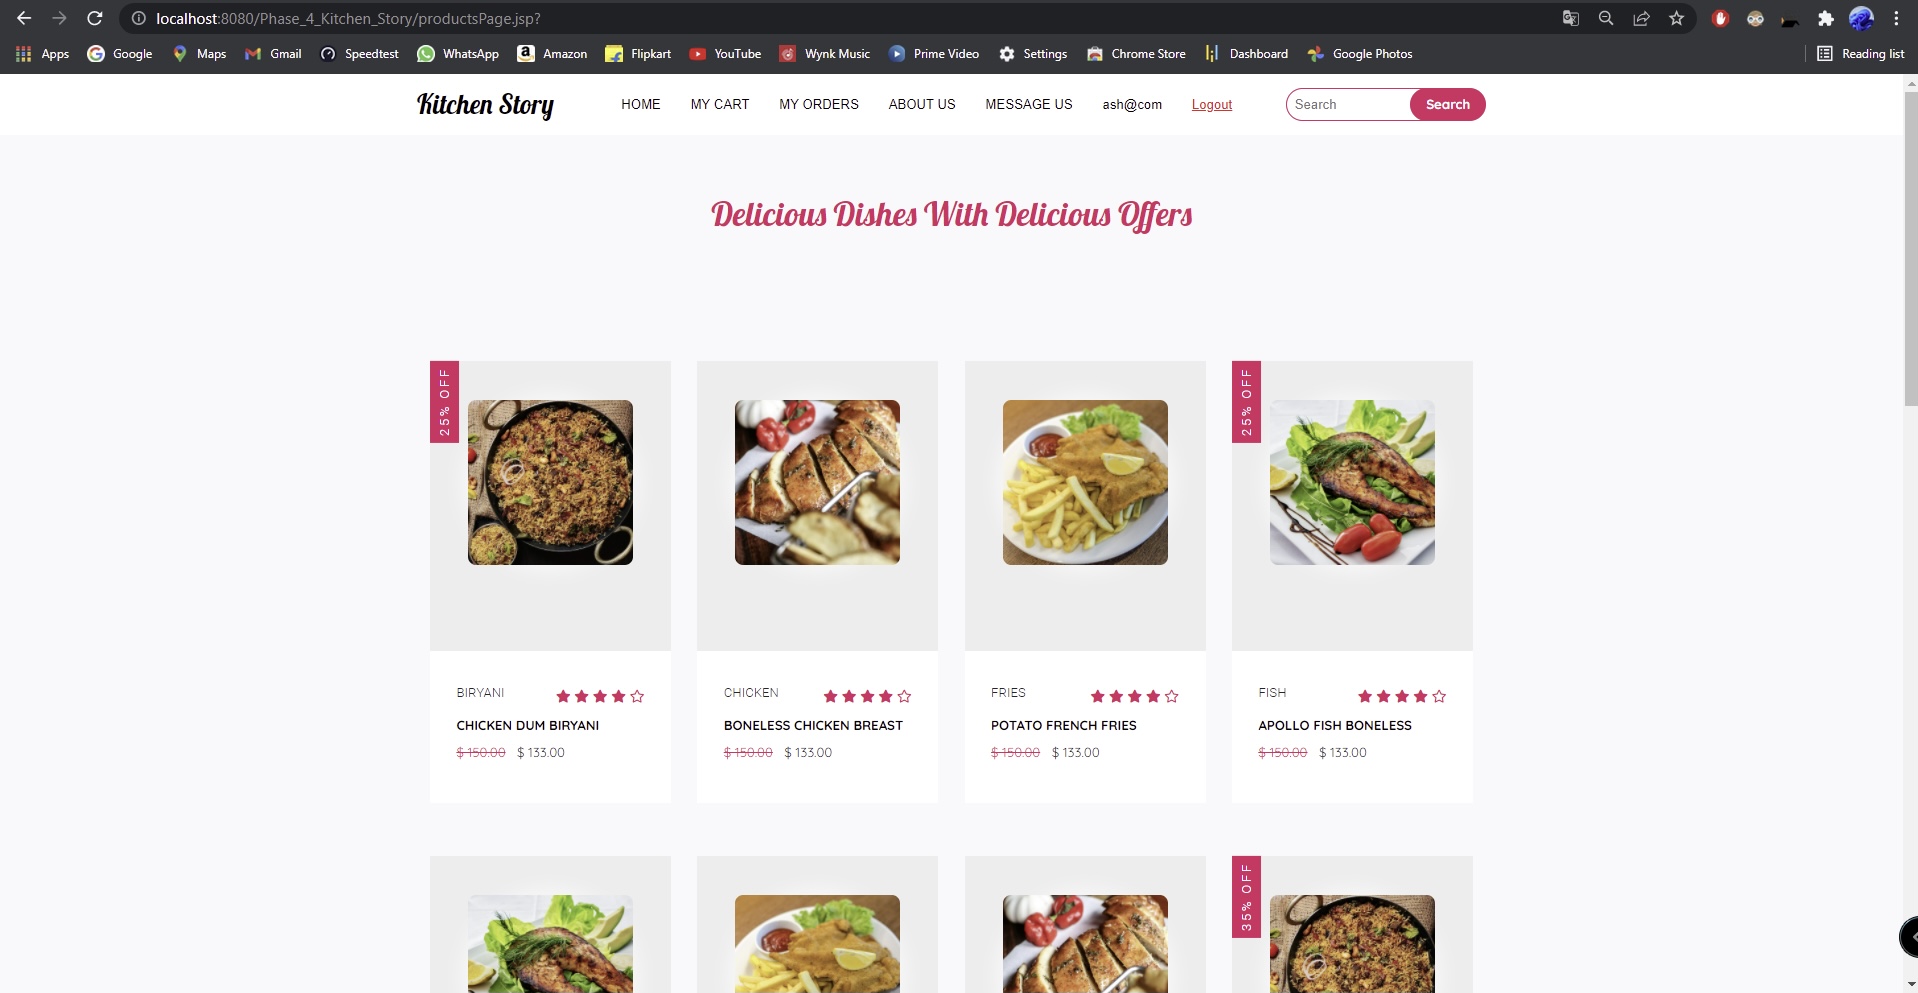 localhost:8080/Phase_4_Kitchen_Story/productsPage.jsp?
Apps Google Maps Gmail Speedtest WhatsApp Amazon Flipkart YouTube Wynk Music Prime Video Settings Chrome Store Dashboard Google Photos Reading list
Kitchen Story HOME MY CART MY ORDERS ABOUT US MESSAGE US ash@com Logout Search Search
Delicious Dishes With Delicious Offers
25% OFF 25% OFF
BIRYANI CHICKEN FRIES FISH
CHICKEN DUM BIRYANI BONELESS CHICKEN BREAST POTATO FRENCH FRIES APOLLO FISH BONELESS
$ 150.00 $ 133.00 $ 150.00 $ 133.00 $ 150.00 $ 133.00 $ 150.00 $ 133.00
35% OFF